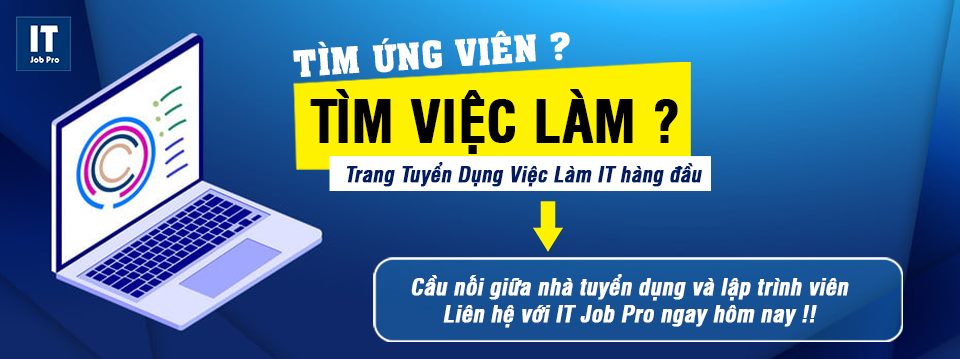 IT
Job Pro
TÌM ỨNG VIÊN ?
TÌM VIỆC LÀM ?
Trang Tuyển Dụng Việc Làm IT hàng đầu
Cầu nối giữa nhà tuyển dụng và lập trình viên
Liên hệ với IT Job Pro ngay hôm nay !!